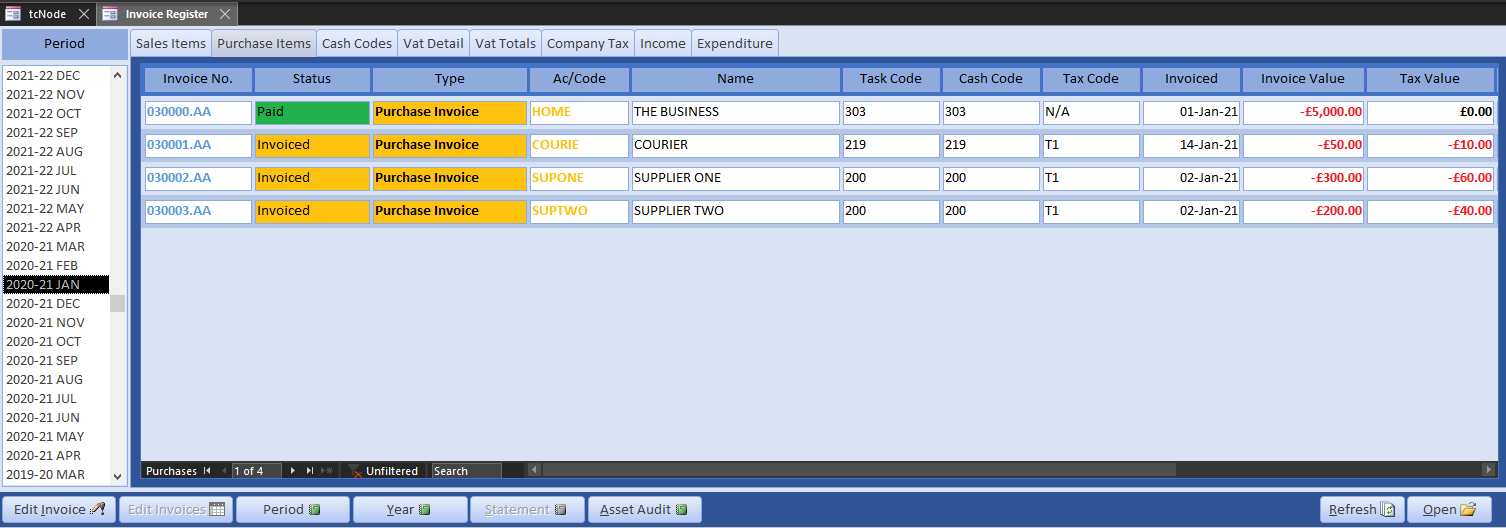 tcNode Invoice Register
Period
2021-22 DEC
2021-22 NOV
2021-22 OCT
2021-22 SEP
2021-22 AUG
2021-22 JUL
2021-22 JUN
2021-22 MAY
2021-22 APR
2020-21 MAR
2020-21 FEB
2020-21 JAN
2020-21 DEC
2020-21 NOV
2020-21 OCT
2020-21 SEP
2020-21 AUG
2020-21 JUL
2020-21 JUN
2020-21 MAY
2020-21 APR
2019-20 MAR
Sales Items Purchase Items Cash Codes Vat Detail Vat Totals Company Tax Income Expenditure
Invoice No. Status Type Ac/Code Name Task Code Cash Code Tax Code Invoiced Invoice Value Tax Value
030000.AA Paid Purchase Invoice HOME THE BUSINESS 303 303 N/A 01-Jan-21 -£5,000.00 £0.00
030001.AA Invoiced Purchase Invoice COURIE COURIER 219 219 T1 14-Jan-21 -£50.00 -£10.00
030002.AA Invoiced Purchase Invoice SUPONE SUPPLIER ONE 200 200 T1 02-Jan-21 -£300.00 -£60.00
030003.AA Invoiced Purchase Invoice SUPTWO SUPPLIER TWO 200 200 T1 02-Jan-21 -£200.00 -£40.00
Purchases 1 of 4 Unfiltered Search
Edit Invoice Edit Invoices Period Year Statement Asset Audit Refresh Open